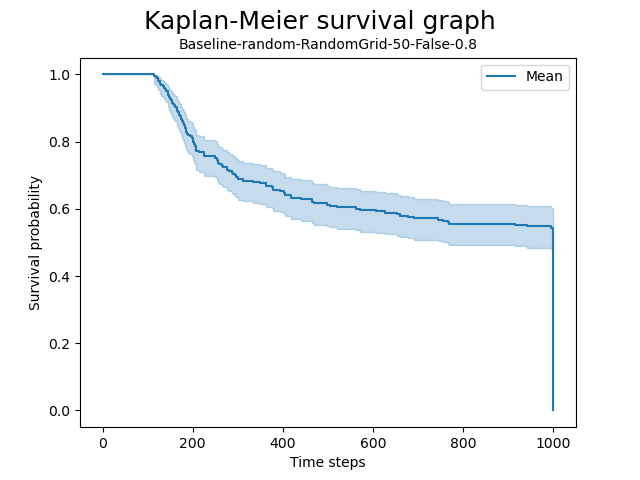 Kaplan-Meier survival graph
Baseline-random-RandomGrid-50-False-0.8
Mean
Survival probability
1.0
0.8
0.6
0.4
0.2
0.0
0 200 400 600 800 1000
Time steps